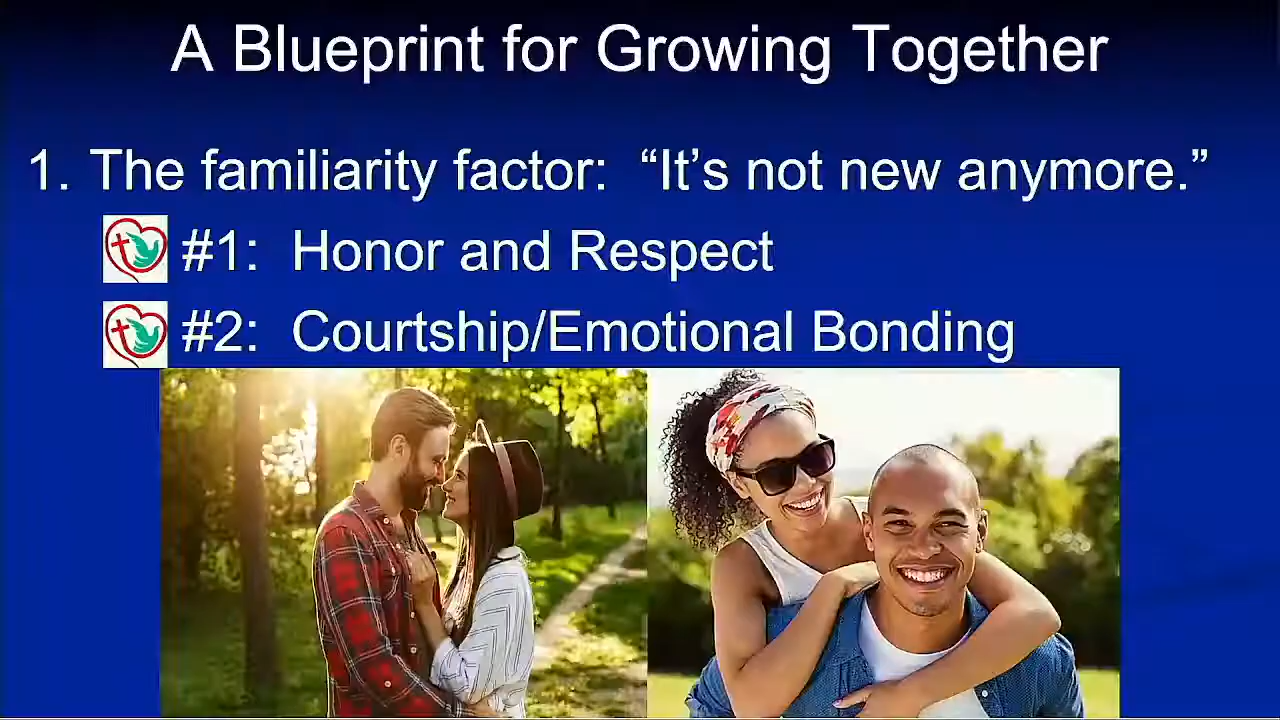 A Blueprint for Growing Together
1. The familiarity factor: “It’s not new anymore.”
#1: Honor and Respect
#2: Courtship/Emotional Bonding